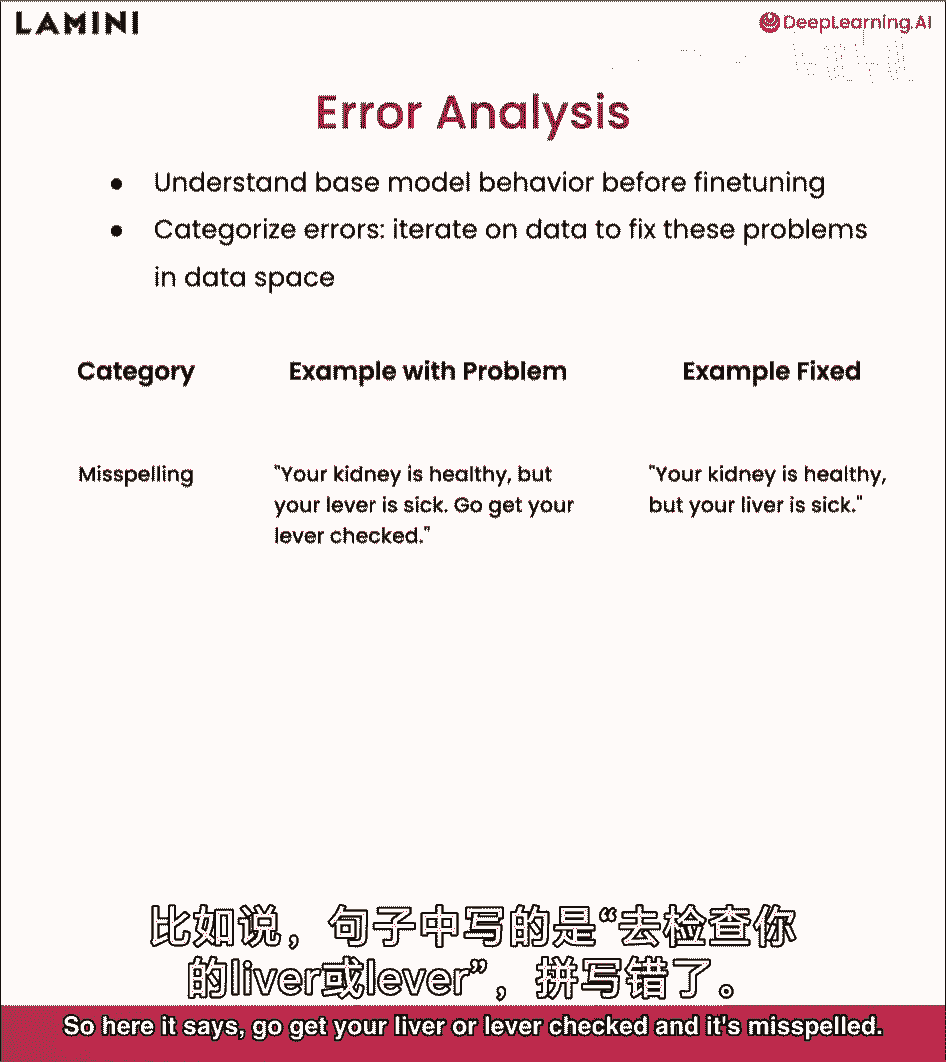 LAMINI
DeepLearning.AI
Error Analysis
● Understand base model behavior before finetuning
● Categorize errors: iterate on data to fix these problems
in data space
Category Example with Problem Example Fixed
Misspelling "Your kidney is healthy, but "Your kidney is healthy,
your lever is sick. Go get your but your liver is sick."
lever checked."
比如说，句子中写的是“去检查你
的liver或lever”，拼写错了。
So here it says, go get your liver or lever checked and it's misspelled.